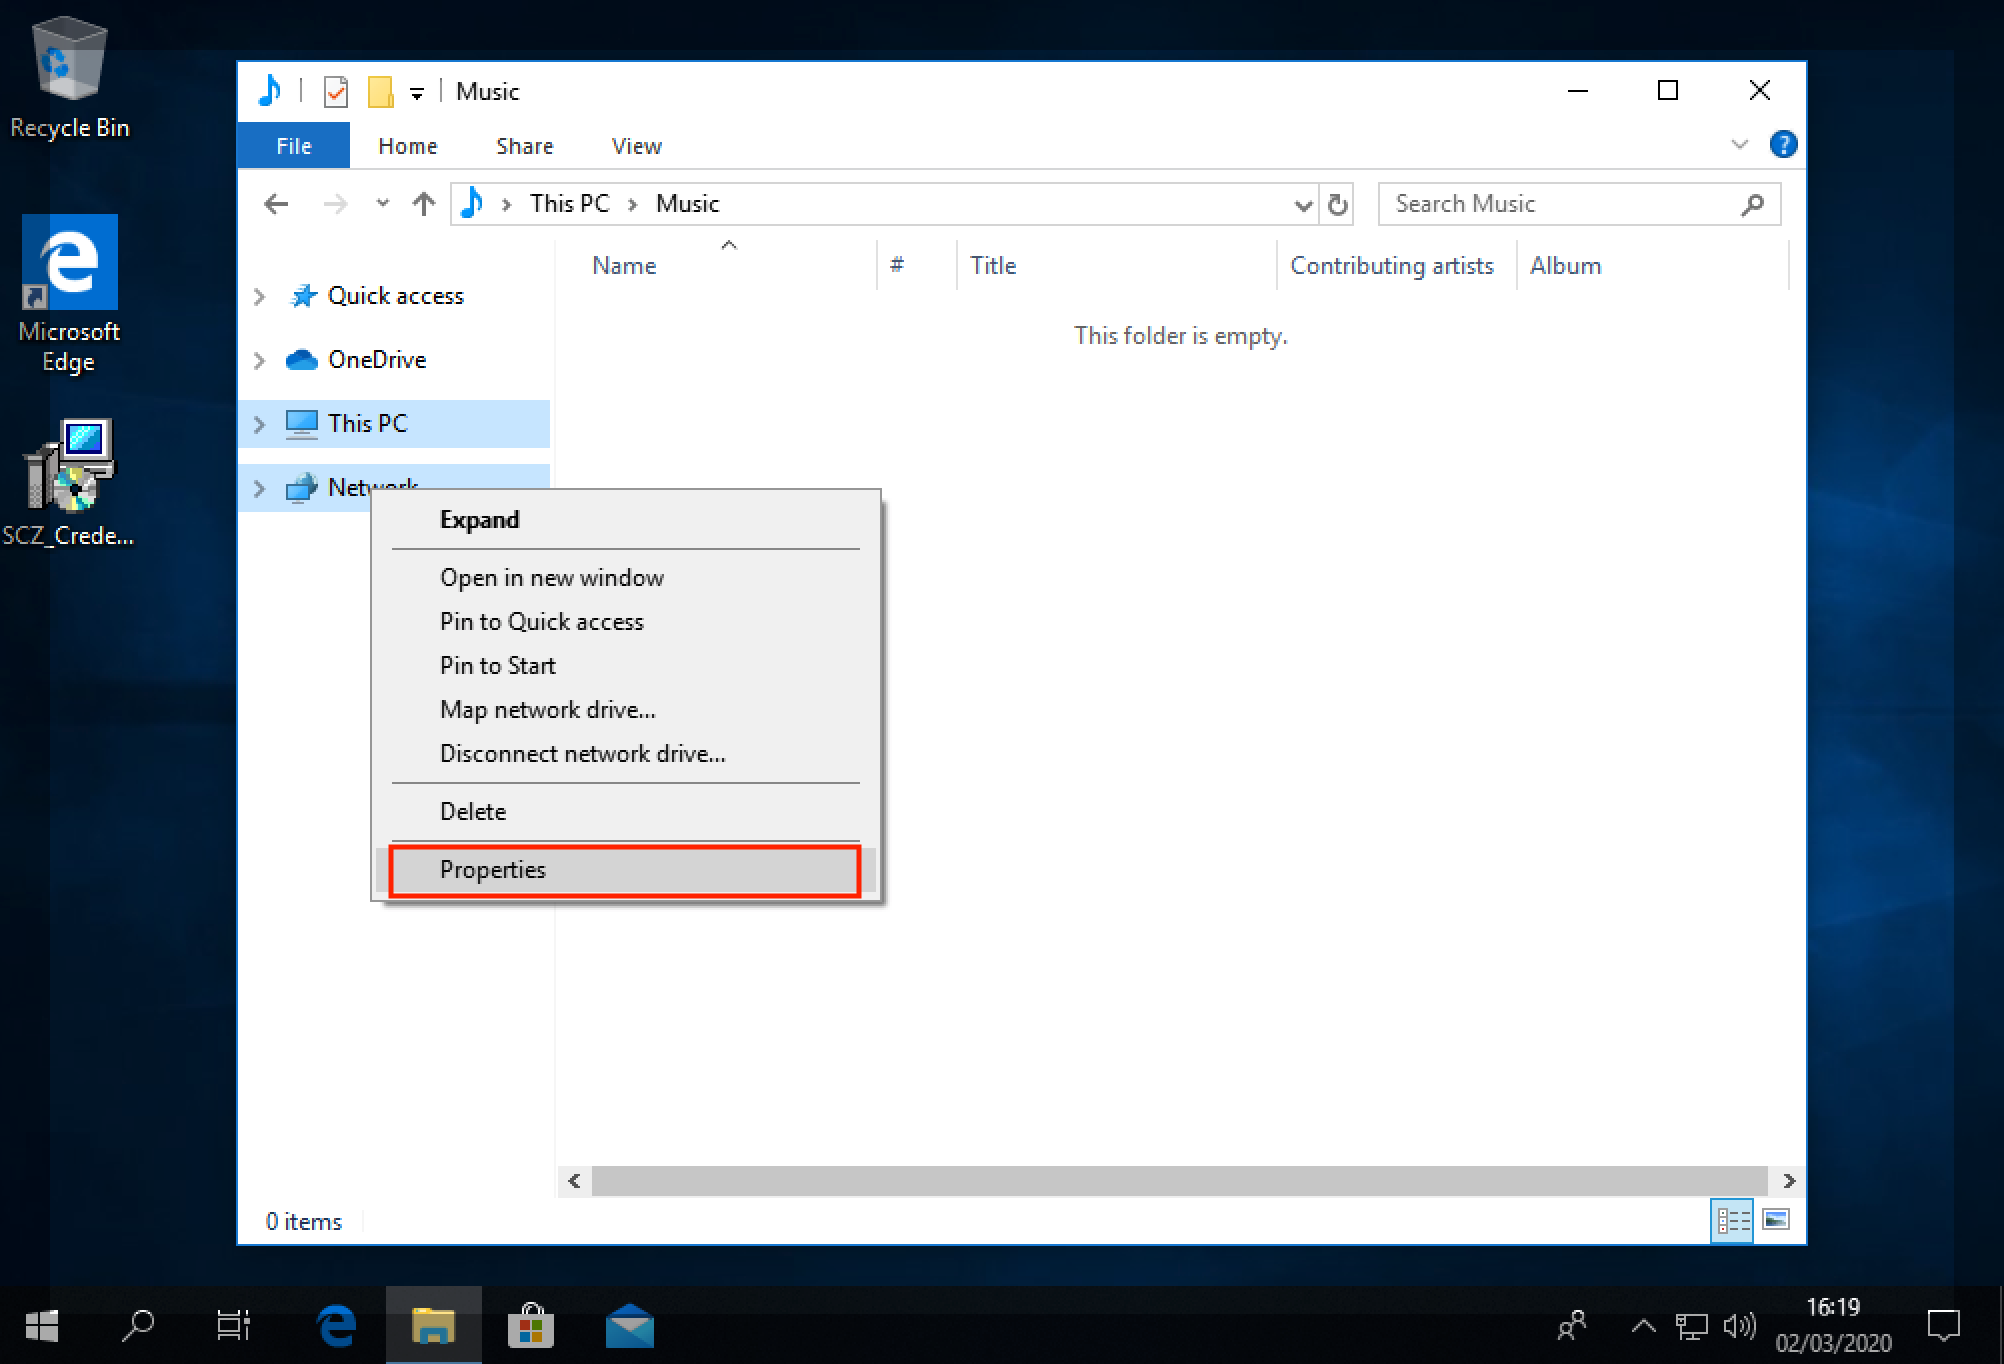 Recycle Bin
Microsoft
Edge
SCZ_Crede...
Music
File
Home
Share
View
?
This PC
Music
Search Music
Name
#
Title
Contributing artists
Album
This folder is empty.
Quick access
OneDrive
This PC
Network
Expand
Open in new window
Pin to Quick access
Pin to Start
Map network drive...
Disconnect network drive...
Delete
Properties
0 items
16:19
02/03/2020